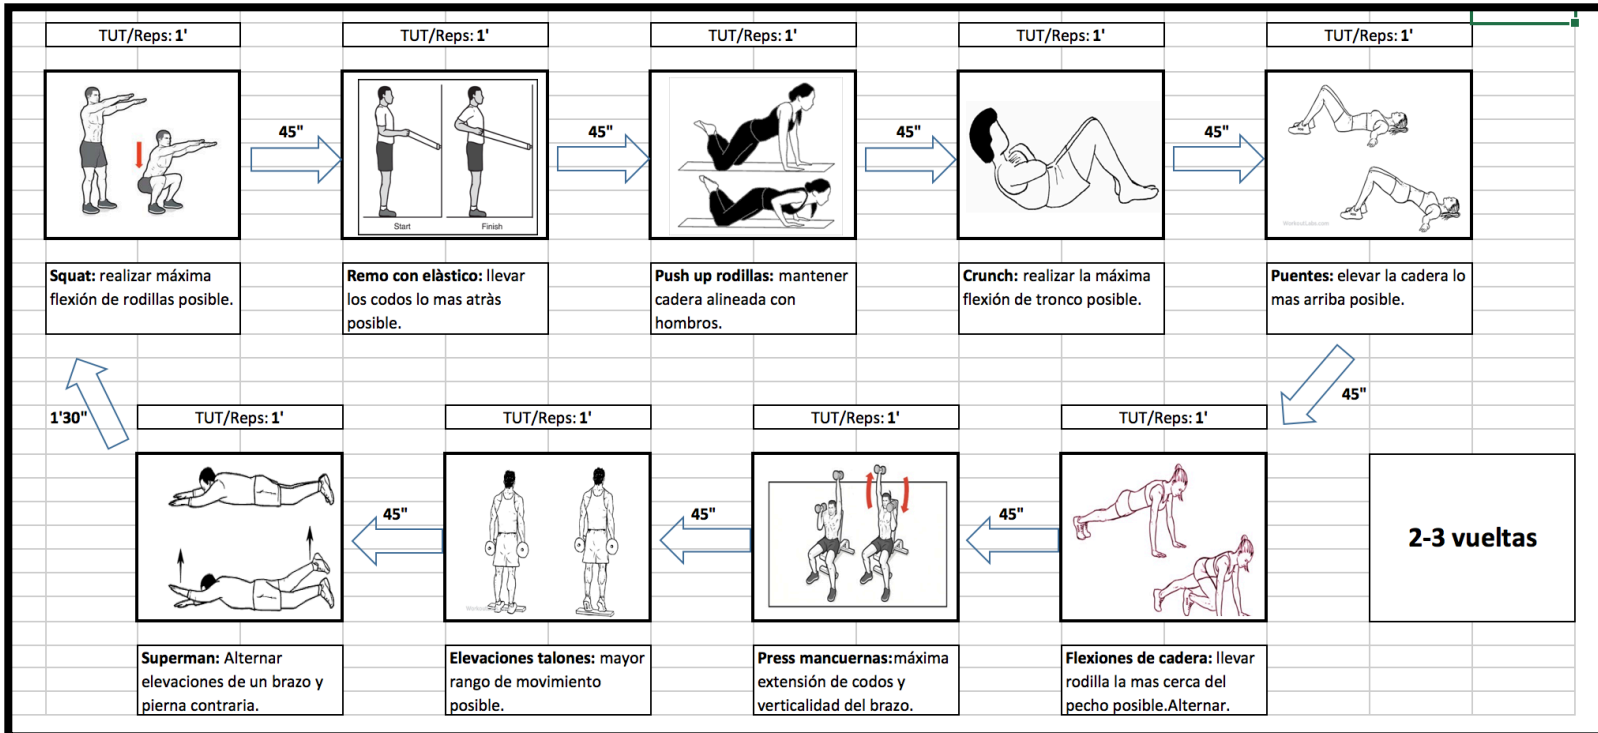 TUT/Reps: 1'
TUT/Reps: 1'
TUT/Reps: 1'
TUT/Reps: 1'
TUT/Reps: 1'
45"
45"
45"
45"
Start
Finish
WorkoutLabs.com
Squat: realizar máxima
flexión de rodillas posible.
Remo con elàstico: llevar
los codos lo mas atràs
posible.
Push up rodillas: mantener
cadera alineada con
hombros.
Crunch: realizar la máxima
flexión de tronco posible.
Puentes: elevar la cadera lo
mas arriba posible.
45"
1'30"
TUT/Reps: 1'
TUT/Reps: 1'
TUT/Reps: 1'
TUT/Reps: 1'
45"
45"
45"
2-3 vueltas
Superman: Alternar
elevaciones de un brazo y
pierna contraria.
Elevaciones talones: mayor
rango de movimiento
posible.
Press mancuernas:máxima
extensión de codos y
verticalidad del brazo.
Flexiones de cadera: llevar
rodilla la mas cerca del
pecho posible.Alternar.